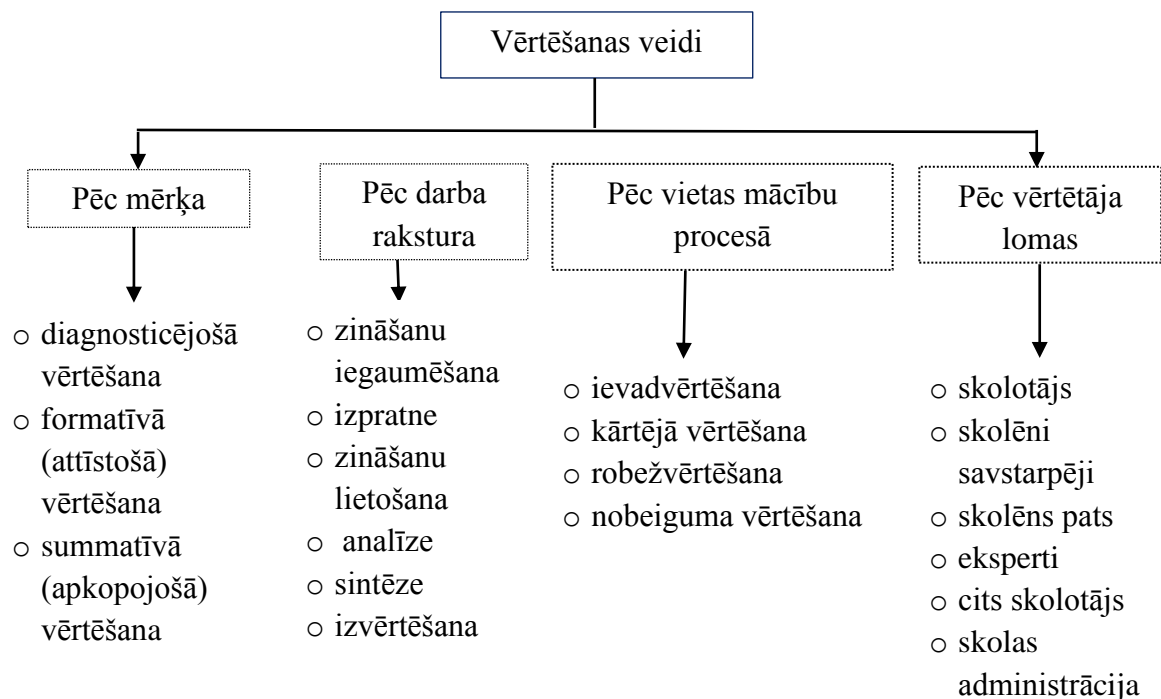 Vērtēšanas veidi
Pēc mērķa
Pēc darba
rakstura
Pēc vietas mācību
procesā
Pēc vērtētāja
lomas
○ diagnosticējošā
vērtēšana
○ formatīvā
(attīstošā)
vērtēšana
○ summatīvā
(apkopojošā)
vērtēšana
○ zināšanu
iegaumēšana
○ izpratne
○ zināšanu
lietošana
○ analīze
○ sintēze
○ izvērtēšana
○ ievadvērtēšana
○ kārtējā vērtēšana
○ robežvērtēšana
○ nobeiguma vērtēšana
○ skolotājs
○ skolēni
savstarpēji
○ skolēns pats
○ eksperti
○ cits skolotājs
○ skolas
administrācija